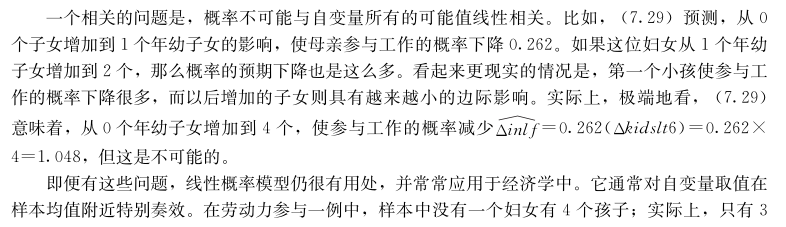 一个相关的问题是，概率不可能与自变量所有的可能值线性相关。比如，(7.29) 预测，从 0
个子女增加到 1 个年幼子女的影响，使母亲参与工作的概率下降 0.262。如果这位妇女从 1 个年幼
子女增加到 2 个，那么概率的预期下降也是这么多。看起来更现实的情况是，第一个小孩使参与工
作的概率下降很多，而以后增加的子女则具有越来越小的边际影响。实际上，极端地看，(7.29)
意味着，从 0 个年幼子女增加到 4 个，使参与工作的概率减少 $\widehat{\Delta inlf}$=0.262(Δkidslt6)=0.262×
4=1.048，但这是不可能的。
即便有这些问题，线性概率模型仍很有用处，并常常应用于经济学中。它通常对自变量取值在
样本均值附近特别奏效。在劳动力参与一例中，样本中没有一个妇女有 4 个孩子；实际上，只有 3